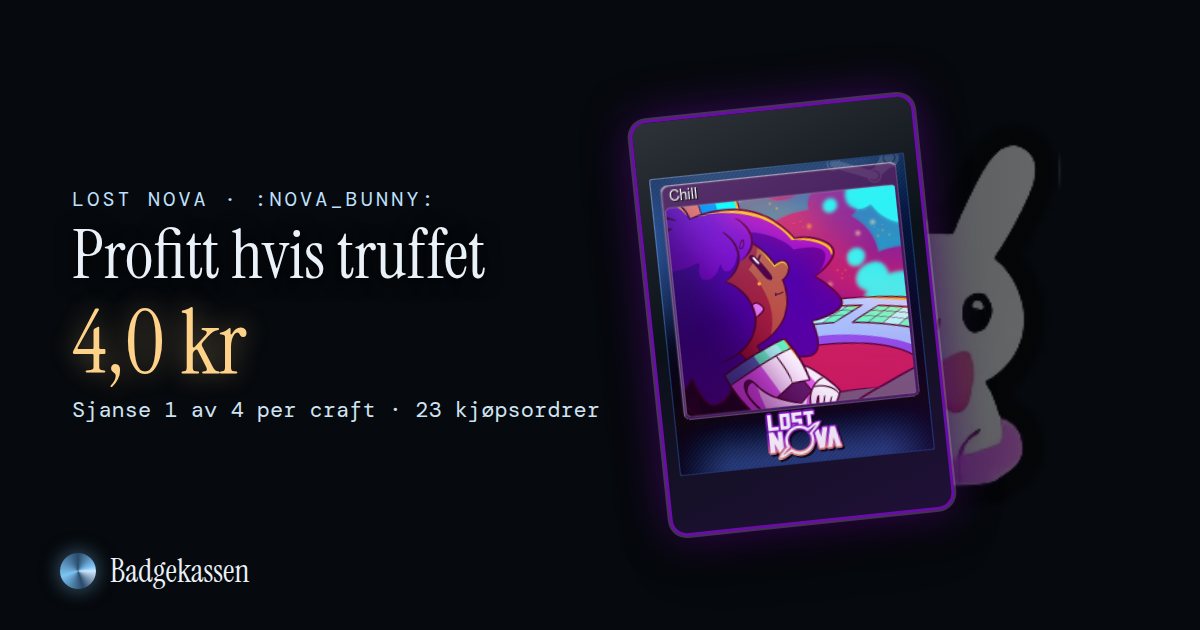 LOST NOVA · :NOVA_BUNNY:
Profitt hvis truffet
4,0 kr
Sjanse 1 av 4 per craft · 23 kjøpsordrer
Chill
LOST
NOVA
Badgekassen